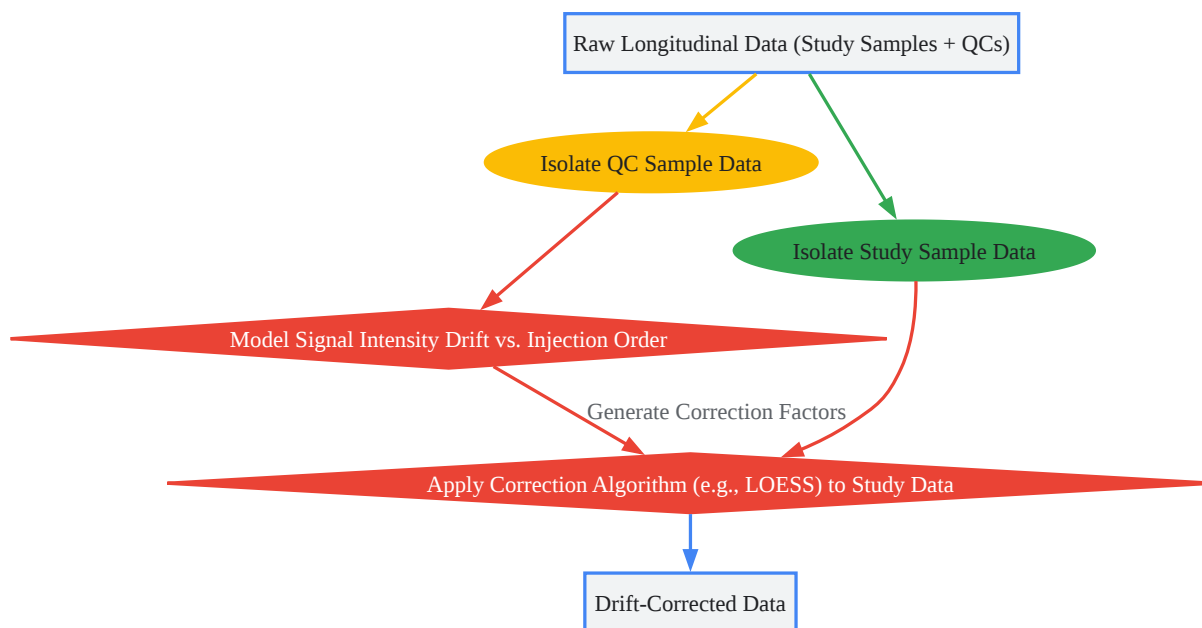 Raw Longitudinal Data (Study Samples + QCs)
Isolate QC Sample Data
Isolate Study Sample Data
Model Signal Intensity Drift vs. Injection Order
Generate Correction Factors
Apply Correction Algorithm (e.g., LOESS) to Study Data
Drift-Corrected Data